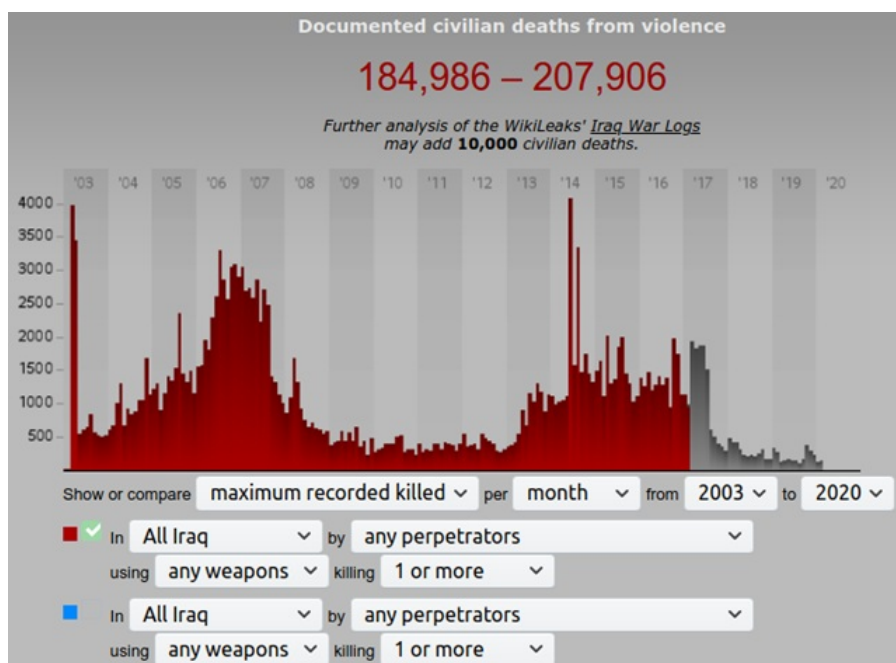 Documented civilian deaths from violence
184,986 – 207,906
Further analysis of the WikiLeaks' Iraq War Logs
may add 10,000 civilian deaths.
'03 '04 '05 '06 '07 '08 '09 '10 '11 '12 '13 '14 '15 '16 '17 '18 '19 '20
4000
3500
3000
2500
2000
1500
1000
500
Show or compare maximum recorded killed per month from 2003 to 2020
In All Iraq by any perpetrators
using any weapons killing 1 or more
In All Iraq by any perpetrators
using any weapons killing 1 or more